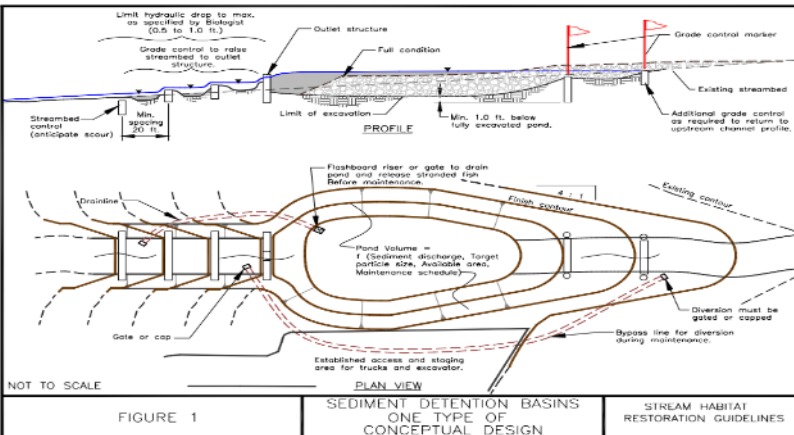 Limit hydraulic drop to max.
as specified by Biologist
(0.5 to 1.0 ft.)
Grade control to raise
streambed to outlet
structure.
Outlet structure
Full condition
Grade control marker
Existing streambed
Streambed
control
(anticipate scour)
Min.
spacing
20 ft.
Limit of excavation
PROFILE
Min. 1.0 ft. below
fully excavated pond.
Additional grade control
as required to return to
upstream channel profile.
Drainline
Flashboard riser or gate to drain
pond and release stranded fish
Before maintenance.
4 : 1
Existing contour
Finish contour
Pond Volume =
f (Sediment discharge, Target
particle size, Available area,
Maintenance schedule)
Gate or cap
Diversion must be
gated or capped
Bypass line for diversion
during maintenance.
Established access and staging
area for trucks and excavator.
NOT TO SCALE
PLAN VIEW
FIGURE 1
SEDIMENT DETENTION BASINS
ONE TYPE OF
CONCEPTUAL DESIGN
STREAM HABITAT
RESTORATION GUIDELINES